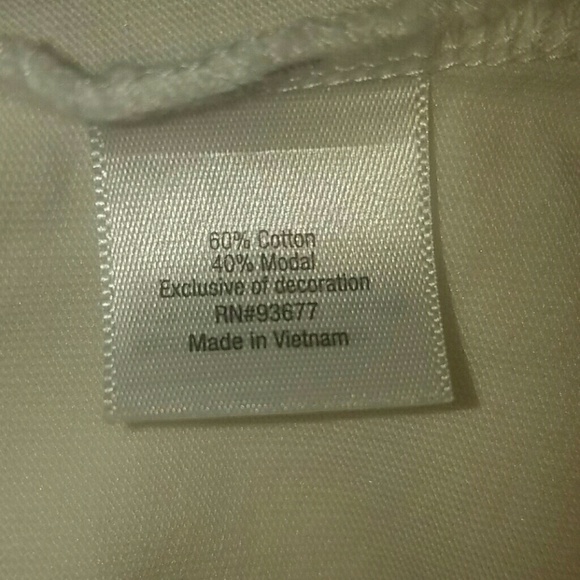 60% Cotton
40% Modal
Exclusive of decoration
RN#93677
Made in Vietnam